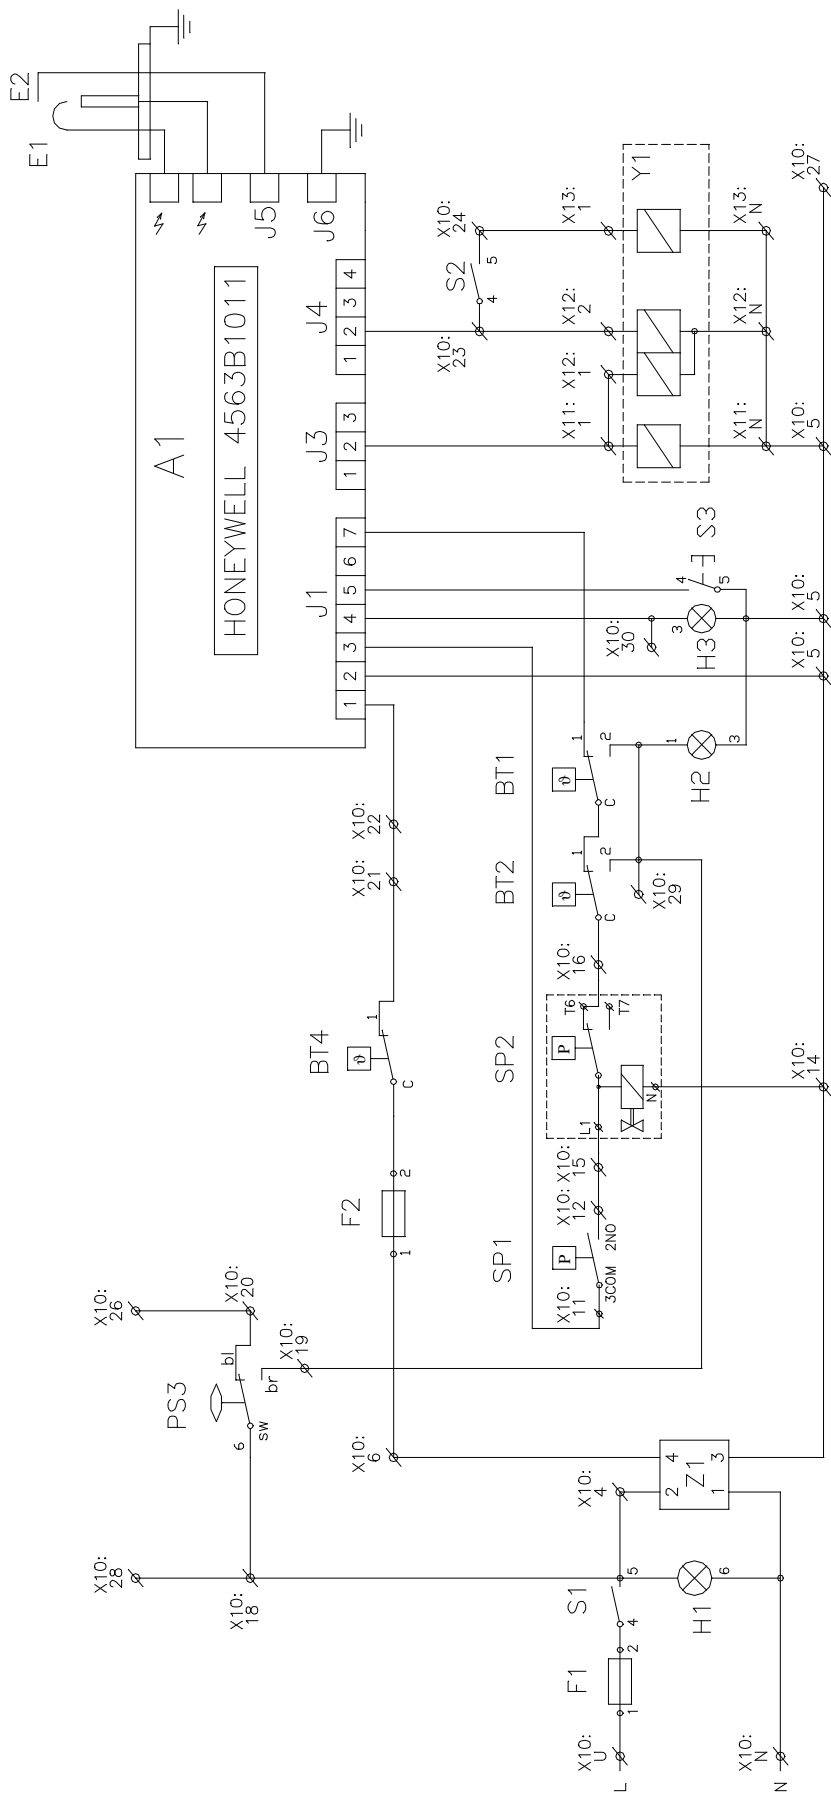 E2
E1
A1
HONEYWELL 4563B1011
J5
J6
J1
1 2 3 4 5 6 7
J3
1 2 3
J4
1 2 3 4
X10:
23
S2
4
5
X10:
24
X11:
1
X12:
1
X12:
2
X13:
1
Y1
X11:
N
X12:
N
X13:
N
X10:
5
X10:
27
S3
4
5
X10:
30
3
H3
X10:
5
X10:
5
X10:
21
X10:
22
BT1
ϑ
C
1
2
BT2
ϑ
C
1
2
X10:
29
1
H2
3
X10:
16
BT4
ϑ
C
1
SP2
P
T6
T7
L1
N
X10:
14
X10:
15
X10:
12
F2
1
2
SP1
P
3COM
2NO
X10:
11
X10:
26
X10:
20
X10:
19
PS3
bl
br
sw
6
X10:
6
X10:
28
X10:
18
X10:
4
2
4
Z1
1
3
S1
4
5
H1
6
F1
1
2
X10:
U
L
X10:
N
N